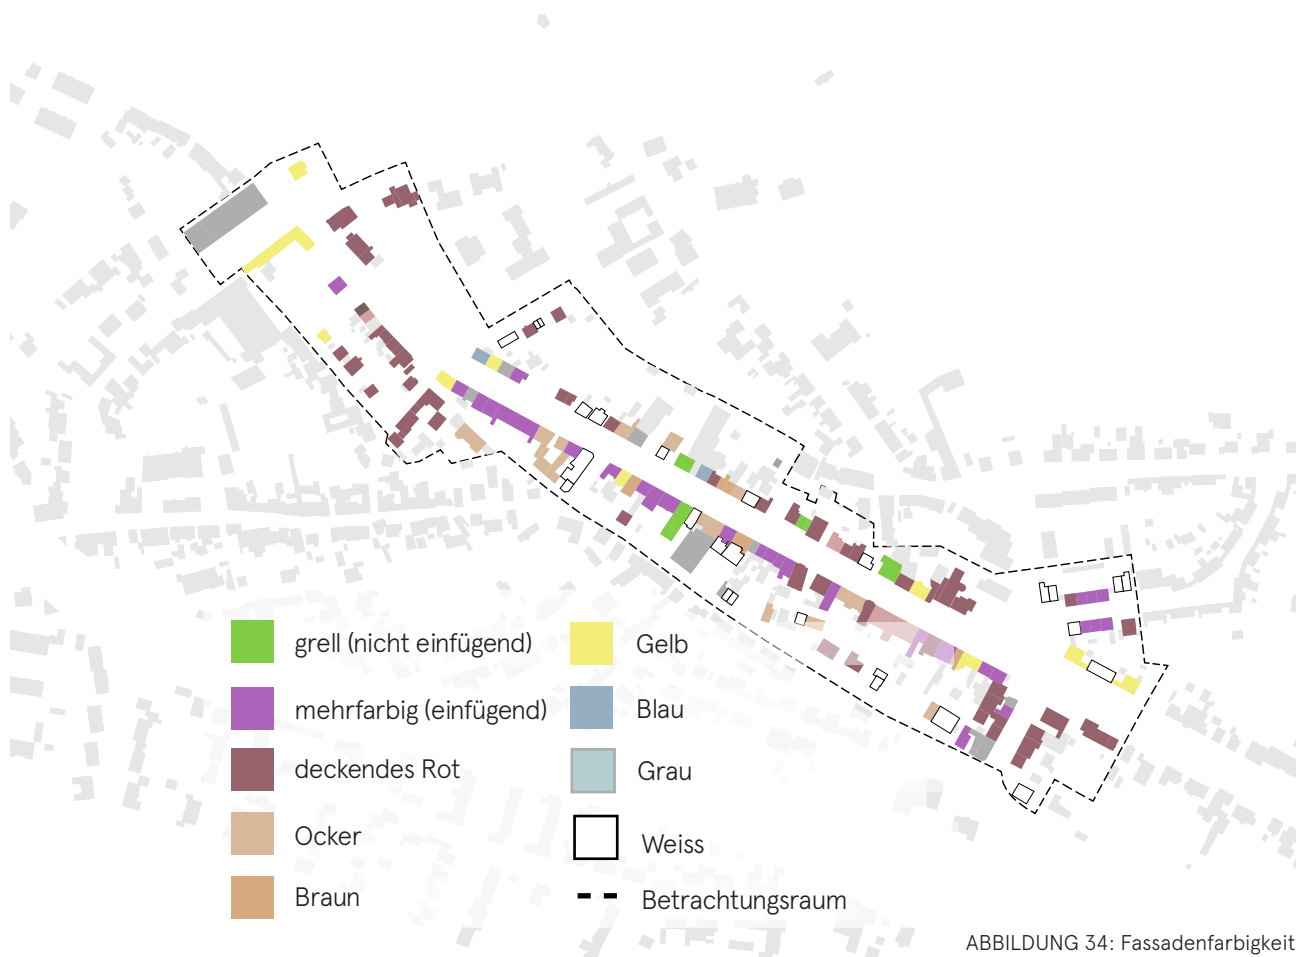 grell (nicht einfügend)
mehrfarbig (einfügend)
deckendes Rot
Ocker
Braun
Gelb
Blau
Grau
Weiss
Betrachtungsraum
ABBILDUNG 34: Fassadenfarbigkeit